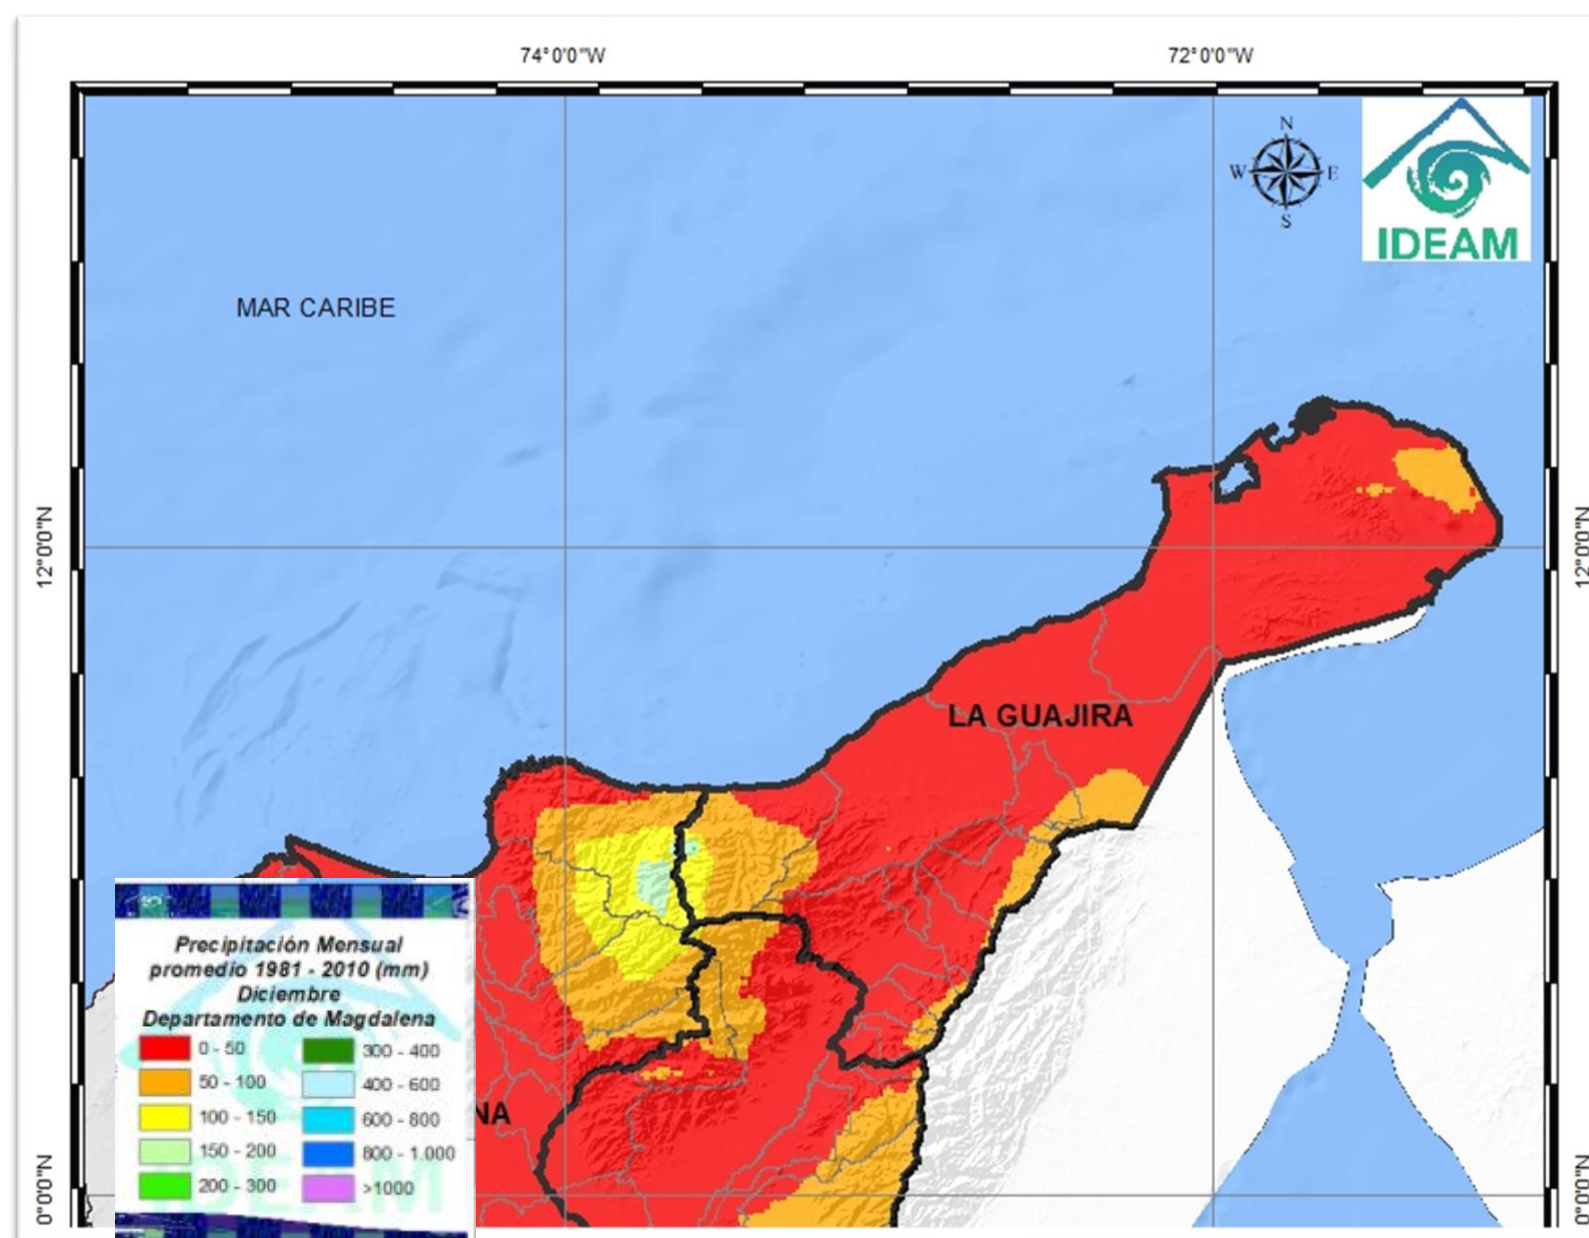 74°0'0"W
72°0'0"W
N
W
E
S
IDEAM
MAR CARIBE
12°0'0"N
12°0'0"N
LA GUAJIRA
Precipitación Mensual
promedio 1981 - 2010 (mm)
Diciembre
Departamento de Magdalena
0 - 50
300 - 400
50 - 100
400 - 600
100 - 150
600 - 800
150 - 200
800 - 1.000
200 - 300
>1000
NA
0°0'0"N
0°0'0"N